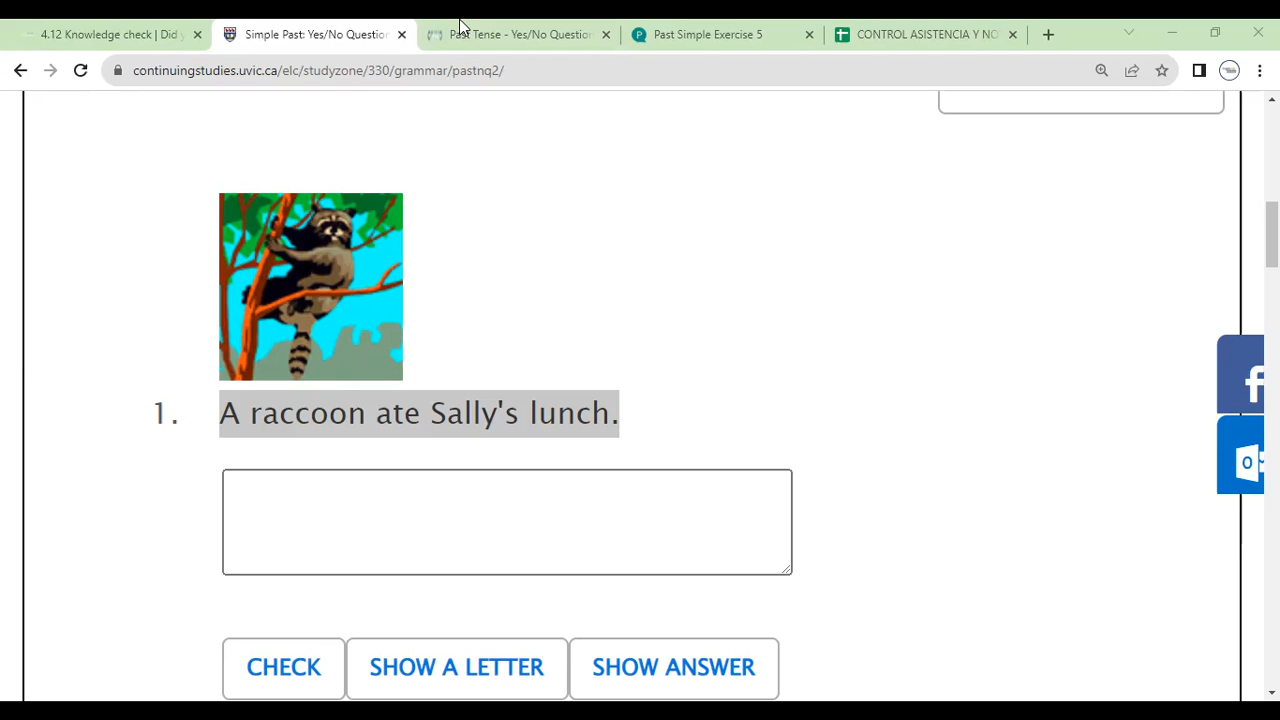 4.12 Knowledge check | Did y
Simple Past: Yes/No Question
Past Tense - Yes/No Question
Past Simple Exercise 5
CONTROL ASISTENCIA Y NO
continuingstudies.uvic.ca/elc/studyzone/330/grammar/pastnq2/
1. A raccoon ate Sally's lunch.
CHECK SHOW A LETTER SHOW ANSWER